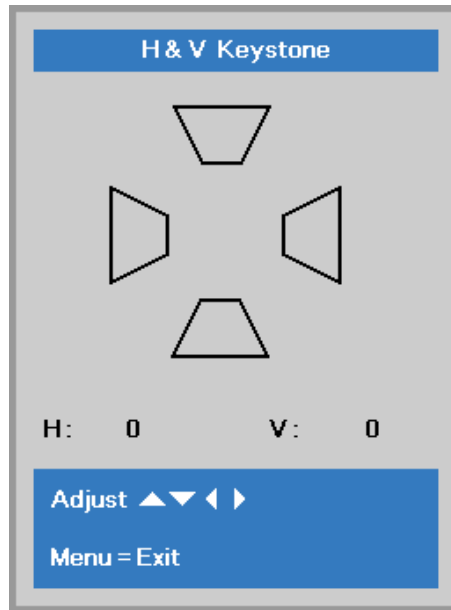 H & V Keystone
H: 0 V: 0
Adjust ▲▼◀▶
Menu = Exit